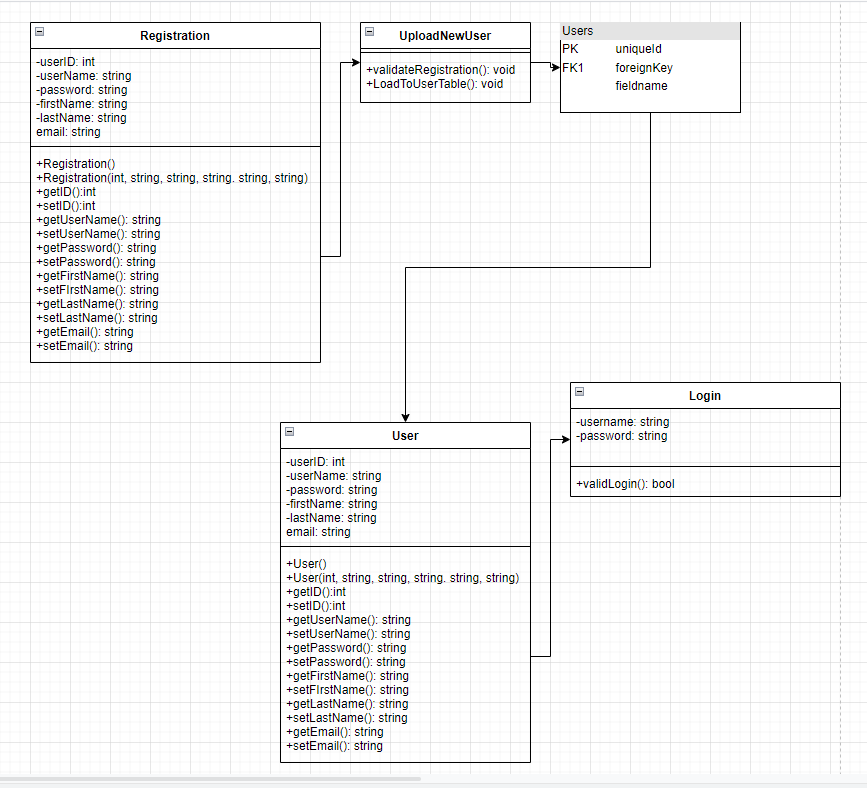 Registration
-userID: int
-userName: string
-password: string
-firstName: string
-lastName: string
email: string
+Registration()
+Registration(int, string, string, string. string, string)
+getID():int
+setID():int
+getUserName(): string
+setUserName(): string
+getPassword(): string
+setPassword(): string
+getFirstName(): string
+setFIrstName(): string
+getLastName(): string
+setLastName(): string
+getEmail(): string
+setEmail(): string
UploadNewUser
+validateRegistration(): void
+LoadToUserTable(): void
Users
PK uniqueId
FK1 foreignKey
fieldname
User
-userID: int
-userName: string
-password: string
-firstName: string
-lastName: string
email: string
+User()
+User(int, string, string, string. string, string)
+getID():int
+setID():int
+getUserName(): string
+setUserName(): string
+getPassword(): string
+setPassword(): string
+getFirstName(): string
+setFIrstName(): string
+getLastName(): string
+setLastName(): string
+getEmail(): string
+setEmail(): string
Login
-username: string
-password: string
+validLogin(): bool